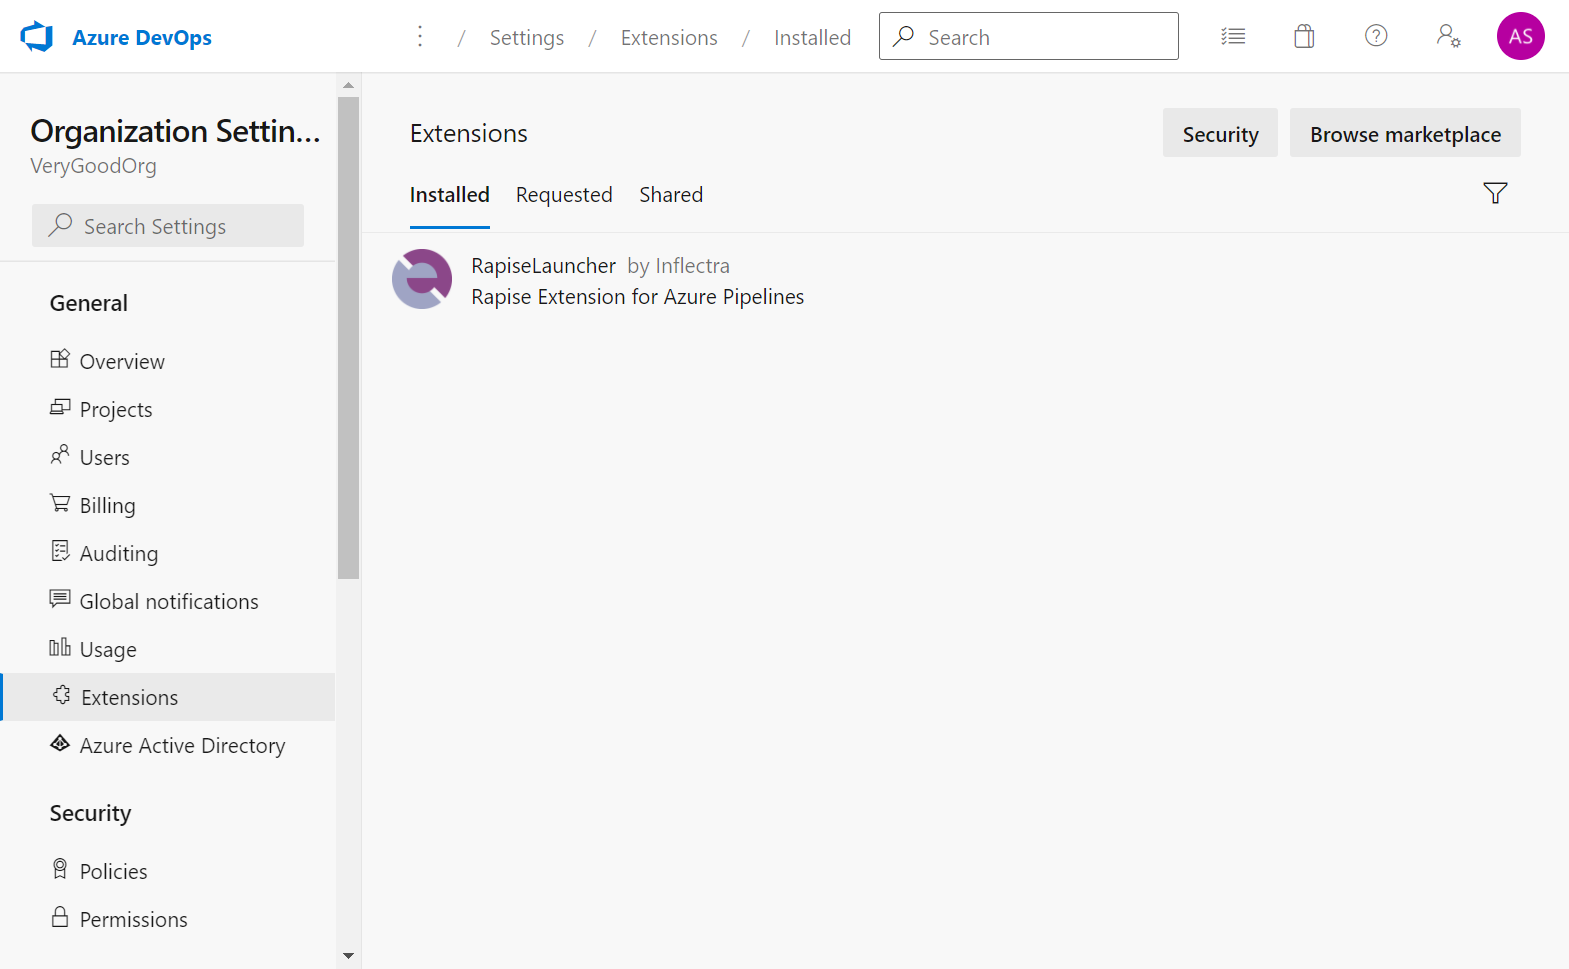 Azure DevOps
/ Settings / Extensions / Installed
Search
AS
Organization Settin...
VeryGoodOrg
Search Settings
General
Overview
Projects
Users
Billing
Auditing
Global notifications
Usage
Extensions
Azure Active Directory
Security
Policies
Permissions
Extensions
Security
Browse marketplace
Installed
Requested
Shared
RapiseLauncher by Inflectra
Rapise Extension for Azure Pipelines